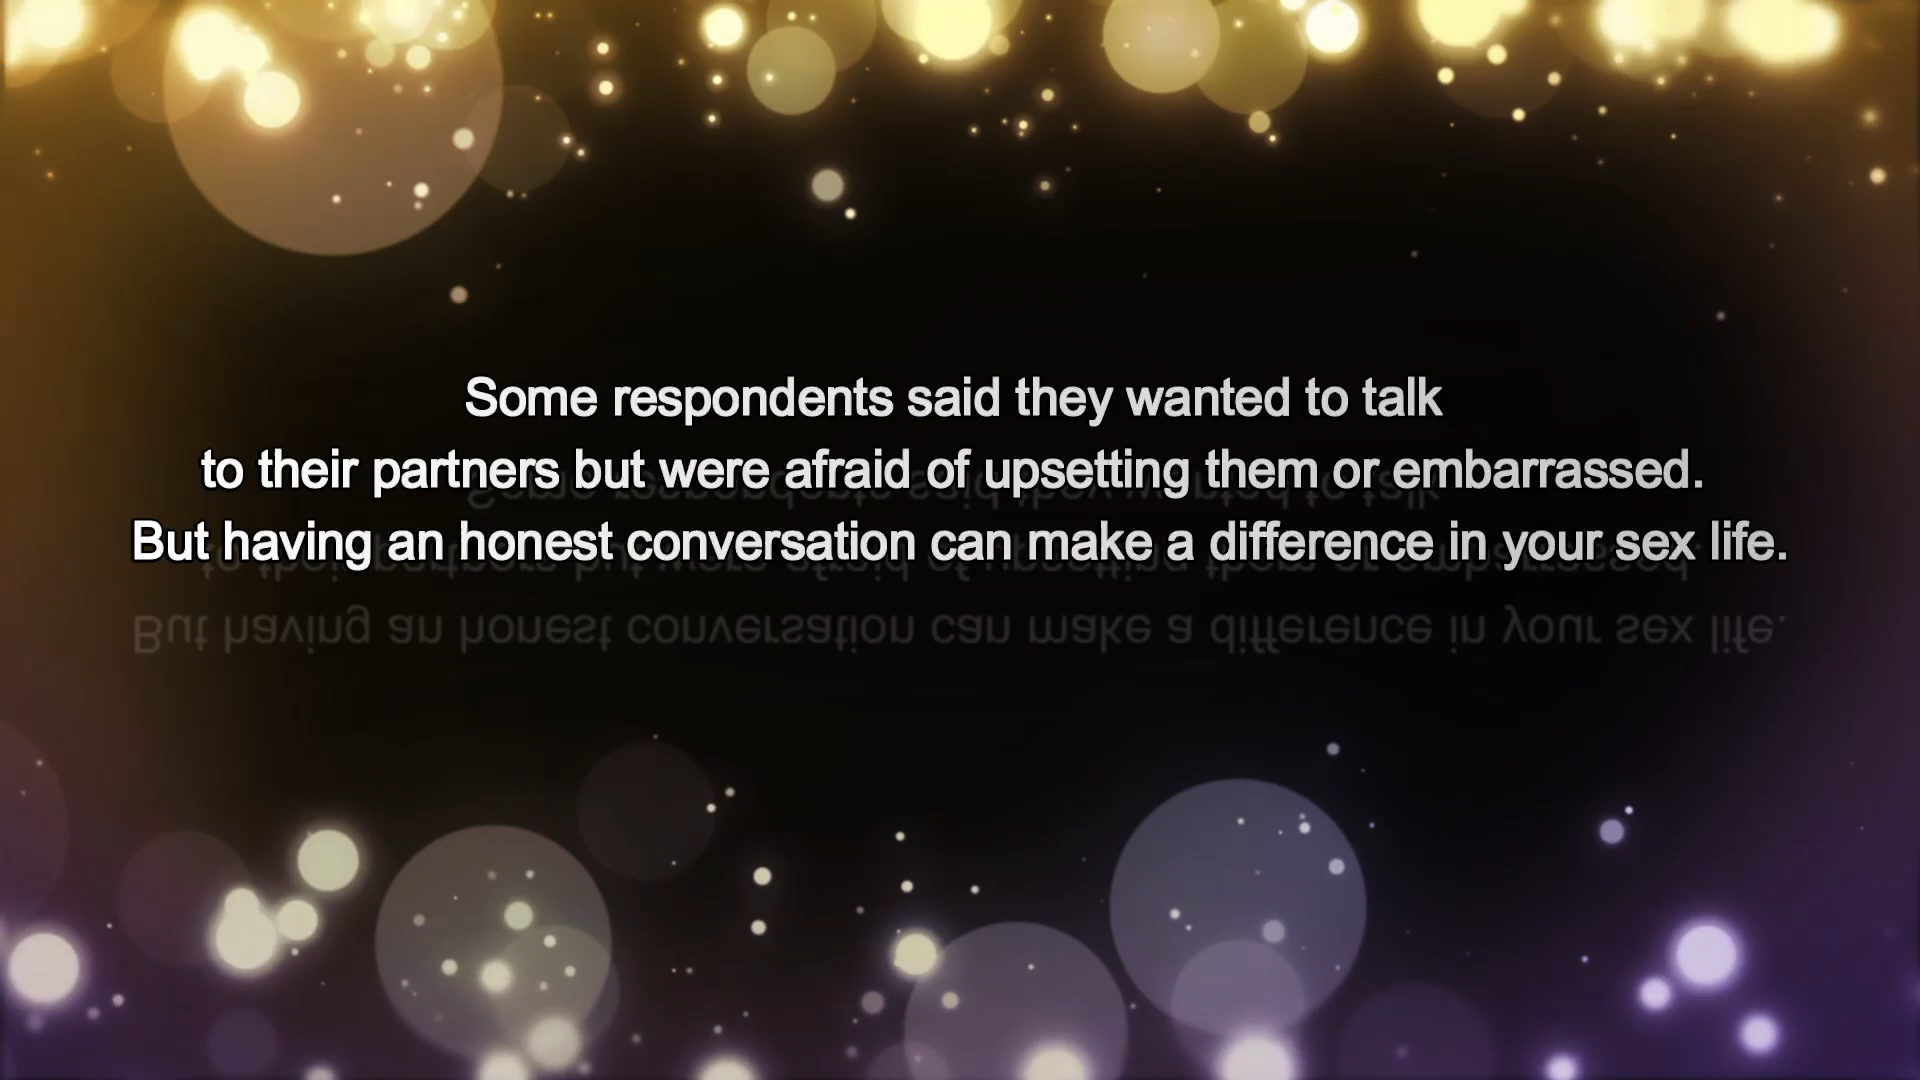 Some respondents said they wanted to talk
to their partners but were afraid of upsetting them or embarrassed.
But having an honest conversation can make a difference in your sex life.